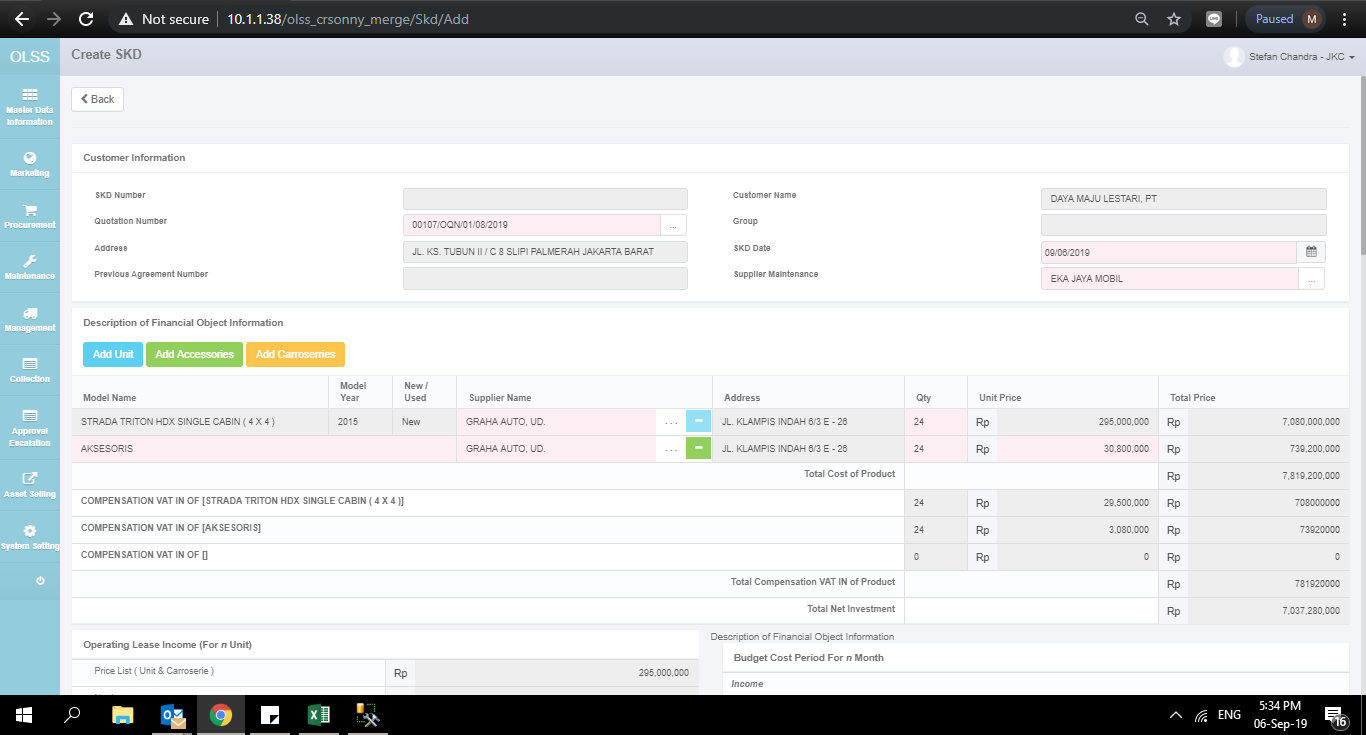 Not secure | 10.1.1.38/olss_crsonny_merge/Skd/Add
Paused M
OLSS
Create SKD
Stefan Chandra - JKC
Back
Master Data Information
Marketing
Procurement
Maintenance
Management
Collection
Approval Escalation
Asset Selling
System Setting
Customer Information
SKD Number
Customer Name DAYA MAJU LESTARI, PT
Quotation Number 00107/OQN/01/08/2019 ...
Group
Address JL. KS. TUBUN II / C 8 SLIPI PALMERAH JAKARTA BARAT
SKD Date 09/06/2019
Previous Agreement Number
Supplier Maintenance EKA JAYA MOBIL ...
Description of Financial Object Information
Add Unit Add Accessories Add Carroserries
Model Name Model Year New / Used Supplier Name Address Qty Unit Price Total Price
STRADA TRITON HDX SINGLE CABIN ( 4 X 4 ) 2015 New GRAHA AUTO, UD. ... JL. KLAMPIS INDAH 6/3 E - 26 24 Rp 295,000,000 Rp 7,080,000,000
AKSESORIS GRAHA AUTO, UD. ... JL. KLAMPIS INDAH 6/3 E - 26 24 Rp 30,800,000 Rp 739,200,000
Total Cost of Product Rp 7,819,200,000
COMPENSATION VAT IN OF [STRADA TRITON HDX SINGLE CABIN ( 4 X 4 )] 24 Rp 29,500,000 Rp 708000000
COMPENSATION VAT IN OF [AKSESORIS] 24 Rp 3,080,000 Rp 73920000
COMPENSATION VAT IN OF [] 0 Rp 0 Rp 0
Total Compensation VAT IN of Product Rp 781920000
Total Net Investment Rp 7,037,280,000
Operating Lease Income (For n Unit)
Price List ( Unit & Carroserie ) Rp 295,000,000
Description of Financial Object Information
Budget Cost Period For n Month
Income
ENG
5:34 PM
06-Sep-19
16